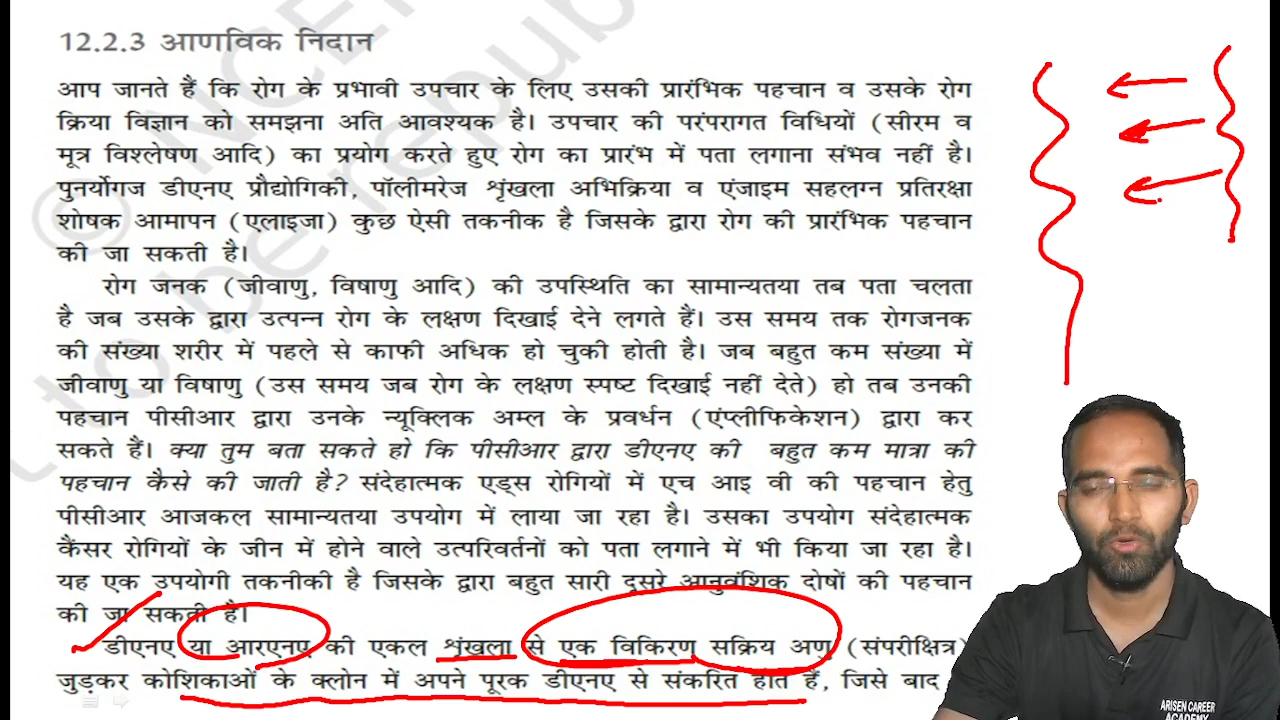 12.2.3 आणविक निदान
आप जानते हैं कि रोग के प्रभावी उपचार के लिए उसकी प्रारंभिक पहचान व उसके रोग
क्रिया विज्ञान को समझना अति आवश्यक है। उपचार की परंपरागत विधियों (सीरम व
मूत्र विश्लेषण आदि) का प्रयोग करते हुए रोग का प्रारंभ में पता लगाना संभव नहीं है।
पुनर्योगज डीएनए प्रौद्योगिकी, पॉलीमरेज शृंखला अभिक्रिया व एंजाइम सहलग्न प्रतिरक्षा
शोषक आमापन (एलाइजा) कुछ ऐसी तकनीक है जिसके द्वारा रोग की प्रारंभिक पहचान
की जा सकती है।
रोग जनक (जीवाणु, विषाणु आदि) की उपस्थिति का सामान्यतया तब पता चलता
है जब उसके द्वारा उत्पन्न रोग के लक्षण दिखाई देने लगते हैं। उस समय तक रोगजनक
की संख्या शरीर में पहले से काफी अधिक हो चुकी होती है। जब बहुत कम संख्या में
जीवाणु या विषाणु (उस समय जब रोग के लक्षण स्पष्ट दिखाई नहीं देते) हो तब उनकी
पहचान पीसीआर द्वारा उनके न्यूक्लिक अम्ल के प्रवर्धन (एंप्लीफिकेशन) द्वारा कर
सकते हैं। क्या तुम बता सकते हो कि पीसीआर द्वारा डीएनए की बहुत कम मात्रा की
पहचान कैसे की जाती है? संदेहात्मक एड्स रोगियों में एच आइ वी की पहचान हेतु
पीसीआर आजकल सामान्यतया उपयोग में लाया जा रहा है। उसका उपयोग संदेहात्मक
कैंसर रोगियों के जीन में होने वाले उत्परिवर्तनों को पता लगाने में भी किया जा रहा है।
यह एक उपयोगी तकनीकी है जिसके द्वारा बहुत सारी दूसरे आनुवंशिक दोषों की पहचान
की जा सकती है।
डीएनए या आरएनए की एकल शृंखला से एक विकिरण सक्रिय अणु (संपरीक्षित्र)
जुड़कर कोशिकाओं के क्लोन में अपने पूरक डीएनए से संकरित होते हैं, जिसे बाद
ARISEN CAREER
ACADEMY